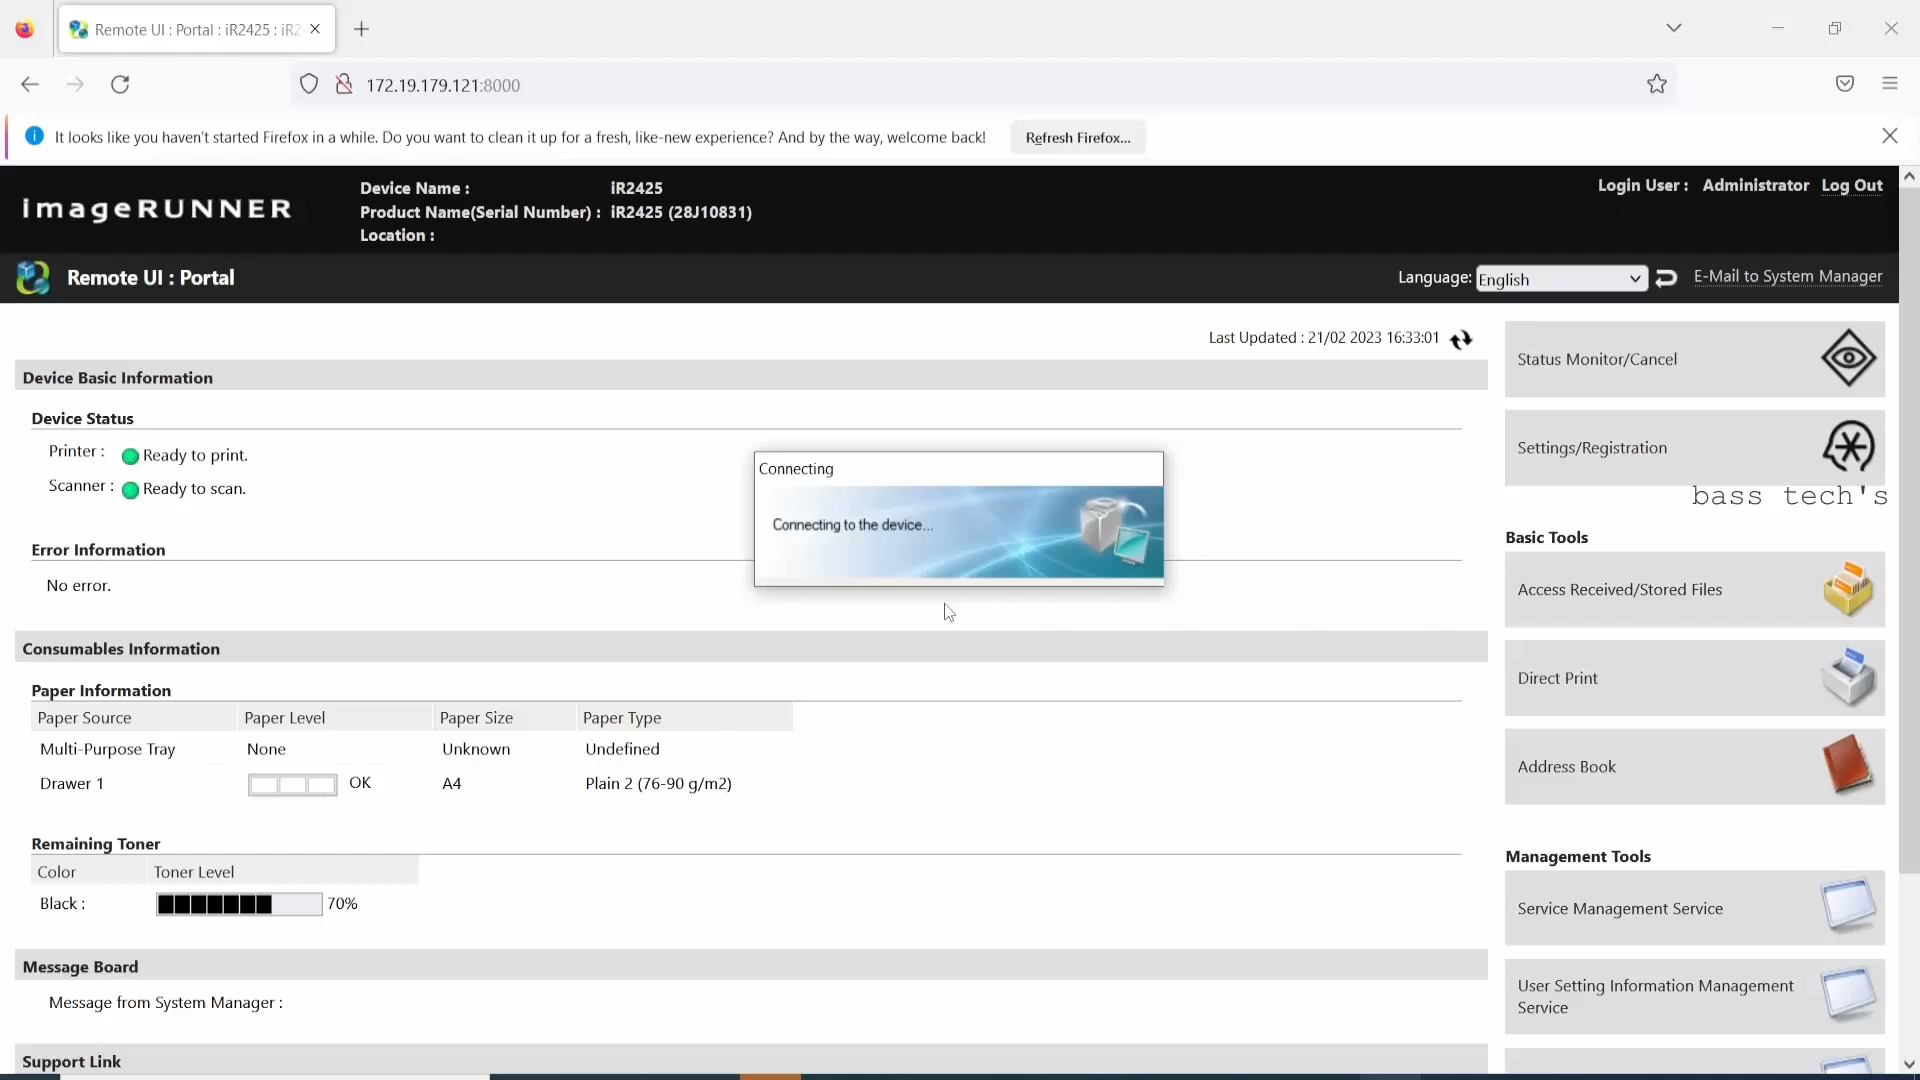 Remote UI : Portal : iR2425 : iR2
172.19.179.121:8000
It looks like you haven't started Firefox in a while. Do you want to clean it up for a fresh, like-new experience? And by the way, welcome back!
Refresh Firefox...
imageRUNNER
Device Name : iR2425
Product Name(Serial Number) : iR2425 (28J10831)
Location :
Login User : Administrator Log Out
Remote UI : Portal
Language: English
E-Mail to System Manager
Last Updated : 21/02 2023 16:33:01
Device Basic Information
Device Status
Printer : Ready to print.
Scanner : Ready to scan.
Error Information
No error.
Connecting
Connecting to the device...
Consumables Information
Paper Information
Paper Source Paper Level Paper Size Paper Type
Multi-Purpose Tray None Unknown Undefined
Drawer 1 OK A4 Plain 2 (76-90 g/m2)
Remaining Toner
Color Toner Level
Black : 70%
Message Board
Message from System Manager :
Support Link
Status Monitor/Cancel
Settings/Registration
bass tech's
Basic Tools
Access Received/Stored Files
Direct Print
Address Book
Management Tools
Service Management Service
User Setting Information Management
Service